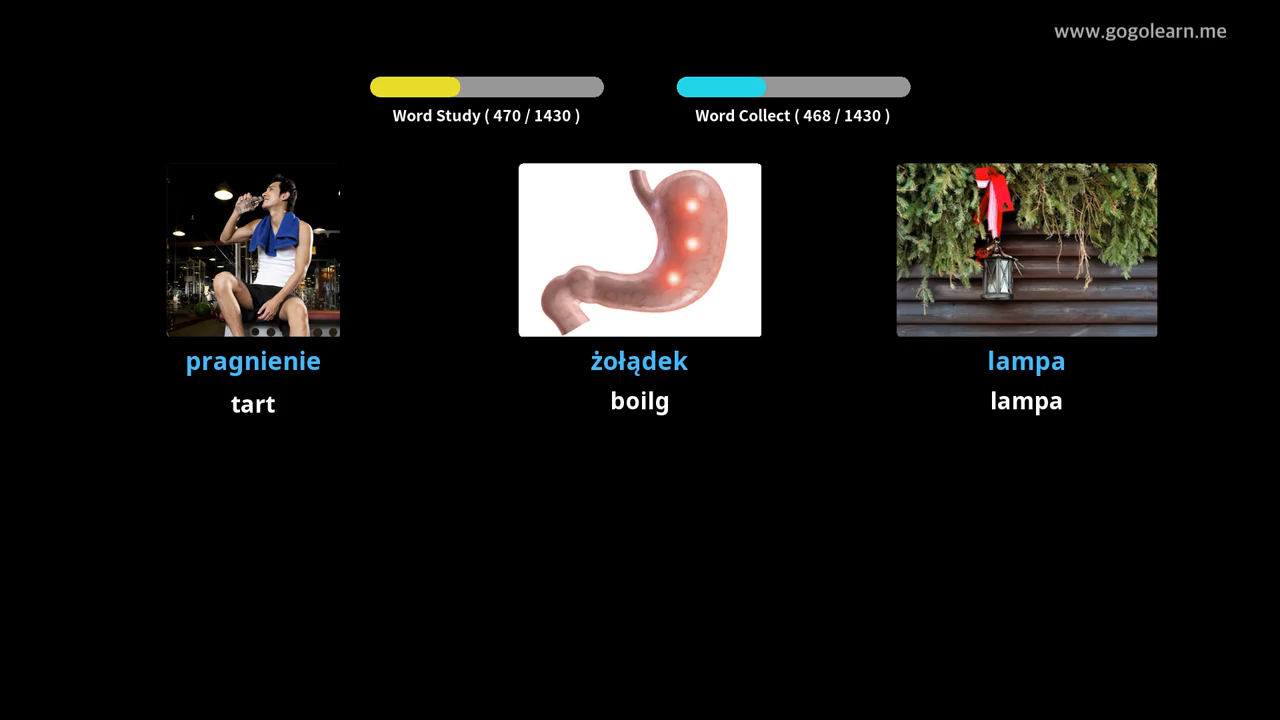 www.gogolearn.me
Word Study ( 470 / 1430 )
Word Collect ( 468 / 1430 )
pragnienie
tart
żołądek
boilg
lampa
lampa